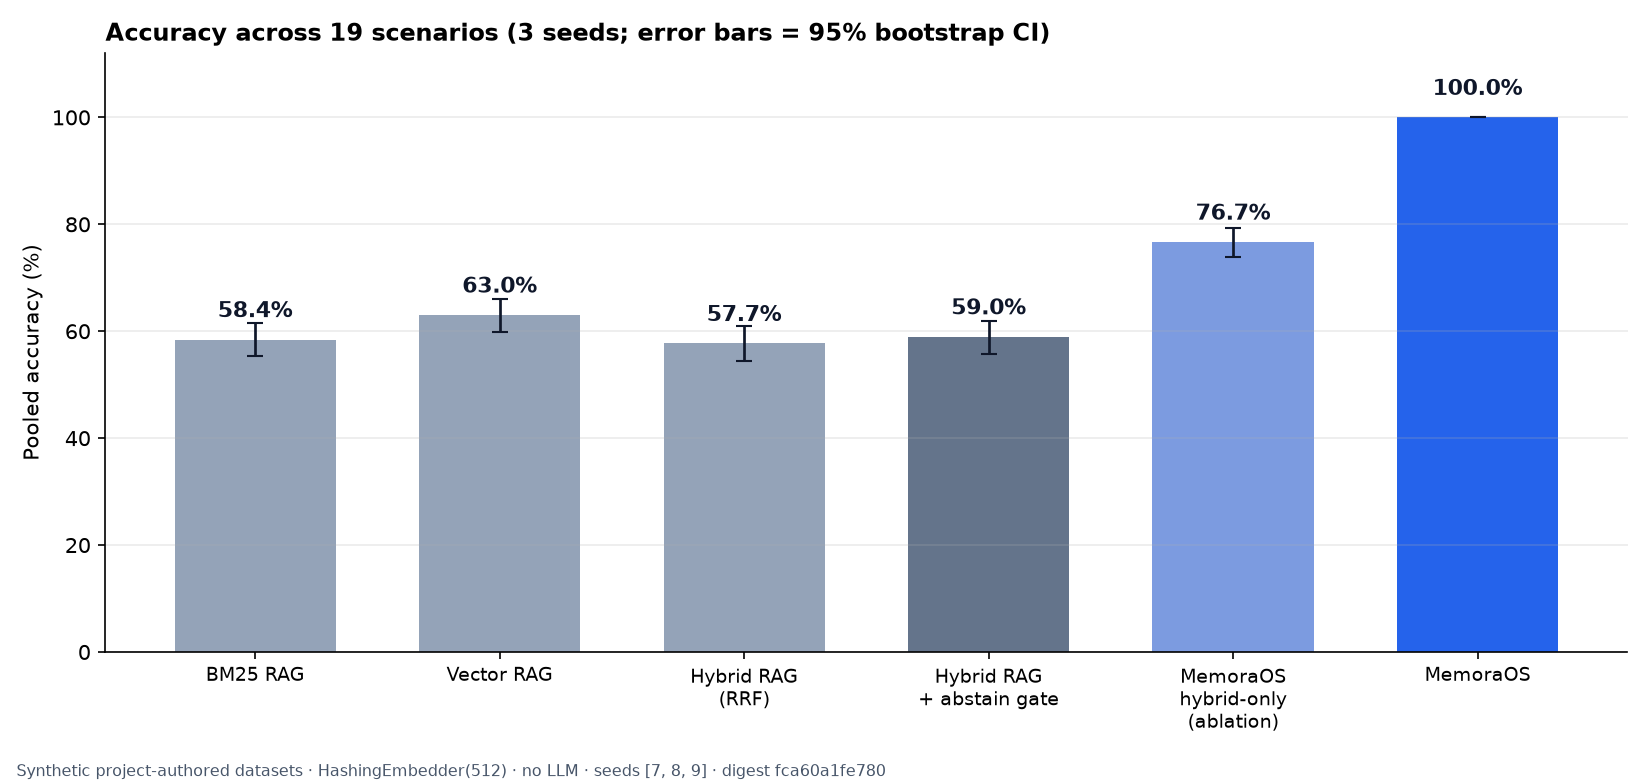 Accuracy across 19 scenarios (3 seeds; error bars = 95% bootstrap CI)
Pooled accuracy (%)
100
80
60
40
20
0
58.4%
63.0%
57.7%
59.0%
76.7%
100.0%
BM25 RAG
Vector RAG
Hybrid RAG
(RRF)
Hybrid RAG
+ abstain gate
MemoraOS
hybrid-only
(ablation)
MemoraOS
Synthetic project-authored datasets · HashingEmbedder(512) · no LLM · seeds [7, 8, 9] · digest fca60a1fe780